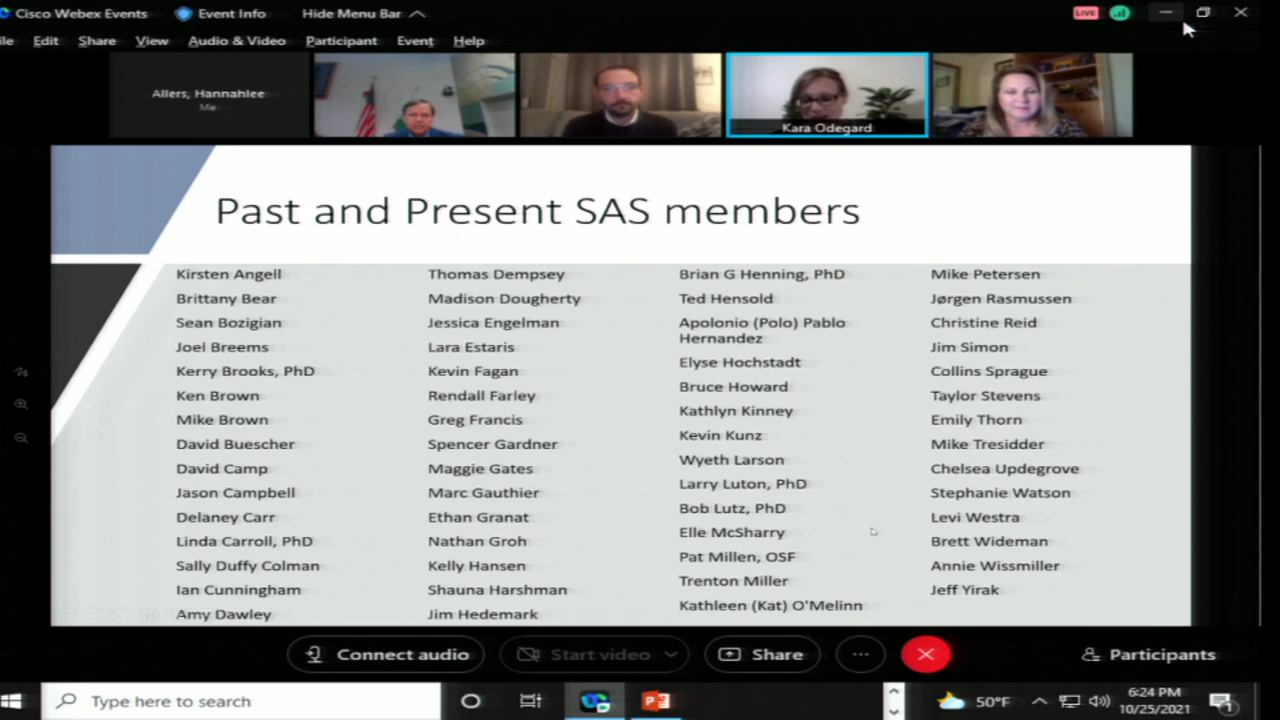 Cisco Webex Events
Event Info
Hide Menu Bar
LIVE
ile Edit Share View Audio & Video Participant Event Help
Allers, Hannahlee
Me
Kara Odegard
Past and Present SAS members
Kirsten Angell
Brittany Bear
Sean Bozigian
Joel Breems
Kerry Brooks, PhD
Ken Brown
Mike Brown
David Buescher
David Camp
Jason Campbell
Delaney Carr
Linda Carroll, PhD
Sally Duffy Colman
Ian Cunningham
Amy Dawley
Thomas Dempsey
Madison Dougherty
Jessica Engelman
Lara Estaris
Kevin Fagan
Rendall Farley
Greg Francis
Spencer Gardner
Maggie Gates
Marc Gauthier
Ethan Granat
Nathan Groh
Kelly Hansen
Shauna Harshman
Jim Hedemark
Brian G Henning, PhD
Ted Hensold
Apolonio (Polo) Pablo
Hernandez
Elyse Hochstadt
Bruce Howard
Kathlyn Kinney
Kevin Kunz
Wyeth Larson
Larry Luton, PhD
Bob Lutz, PhD
Elle McSharry
Pat Millen, OSF
Trenton Miller
Kathleen (Kat) O'Melinn
Mike Petersen
Jørgen Rasmussen
Christine Reid
Jim Simon
Collins Sprague
Taylor Stevens
Emily Thorn
Mike Tresidder
Chelsea Updegrove
Stephanie Watson
Levi Westra
Brett Wideman
Annie Wissmiller
Jeff Yirak
Connect audio
Start video
Share
Participants
Type here to search
50°F
6:24 PM
10/25/2021
1